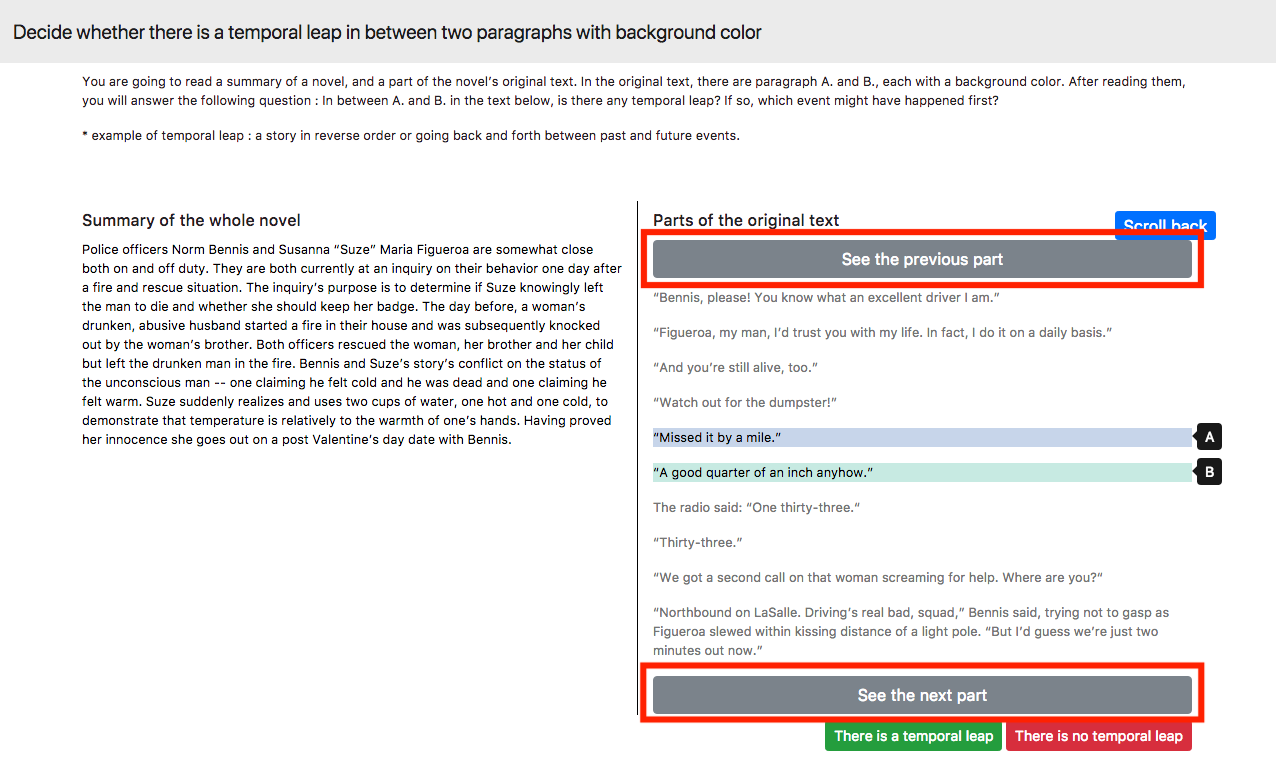 Decide whether there is a temporal leap in between two paragraphs with background color
You are going to read a summary of a novel, and a part of the novel's original text. In the original text, there are paragraph A. and B., each with a background color. After reading them,
you will answer the following question : In between A. and B. in the text below, is there any temporal leap? If so, which event might have happened first?
* example of temporal leap : a story in reverse order or going back and forth between past and future events.
Summary of the whole novel
Police officers Norm Bennis and Susanna “Suze” Maria Figueroa are somewhat close
both on and off duty. They are both currently at an inquiry on their behavior one day after
a fire and rescue situation. The inquiry's purpose is to determine if Suze knowingly left
the man to die and whether she should keep her badge. The day before, a woman's
drunken, abusive husband started a fire in their house and was subsequently knocked
out by the woman's brother. Both officers rescued the woman, her brother and her child
but left the drunken man in the fire. Bennis and Suze's story's conflict on the status of
the unconscious man -- one claiming he felt cold and he was dead and one claiming he
felt warm. Suze suddenly realizes and uses two cups of water, one hot and one cold, to
demonstrate that temperature is relatively to the warmth of one's hands. Having proved
her innocence she goes out on a post Valentine's day date with Bennis.
Parts of the original text
Scroll back
See the previous part
“Bennis, please! You know what an excellent driver I am.”
“Figueroa, my man, I'd trust you with my life. In fact, I do it on a daily basis.”
“And you're still alive, too.”
“Watch out for the dumpster!”
“Missed it by a mile.”
A
“A good quarter of an inch anyhow.”
B
The radio said: “One thirty-three.”
“Thirty-three.”
“We got a second call on that woman screaming for help. Where are you?”
“Northbound on LaSalle. Driving's real bad, squad,” Bennis said, trying not to gasp as
Figueroa slewed within kissing distance of a light pole. “But I'd guess we're just two
minutes out now.”
See the next part
There is a temporal leap
There is no temporal leap